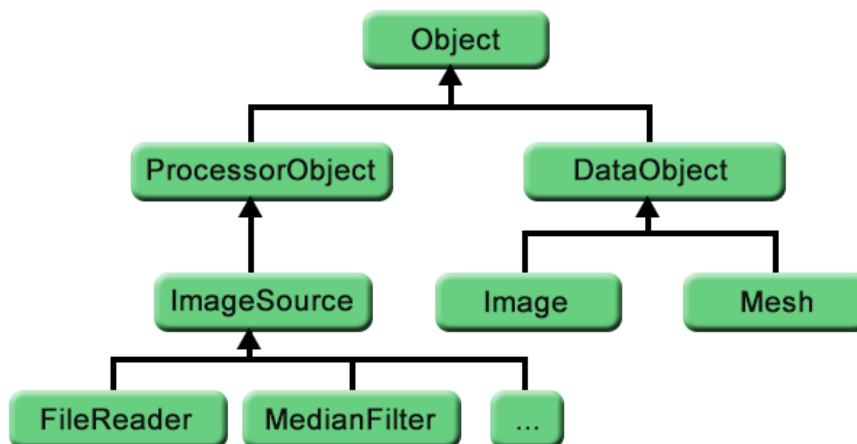 Object
ProcessorObject
DataObject
ImageSource
Image
Mesh
FileReader
MedianFilter
...